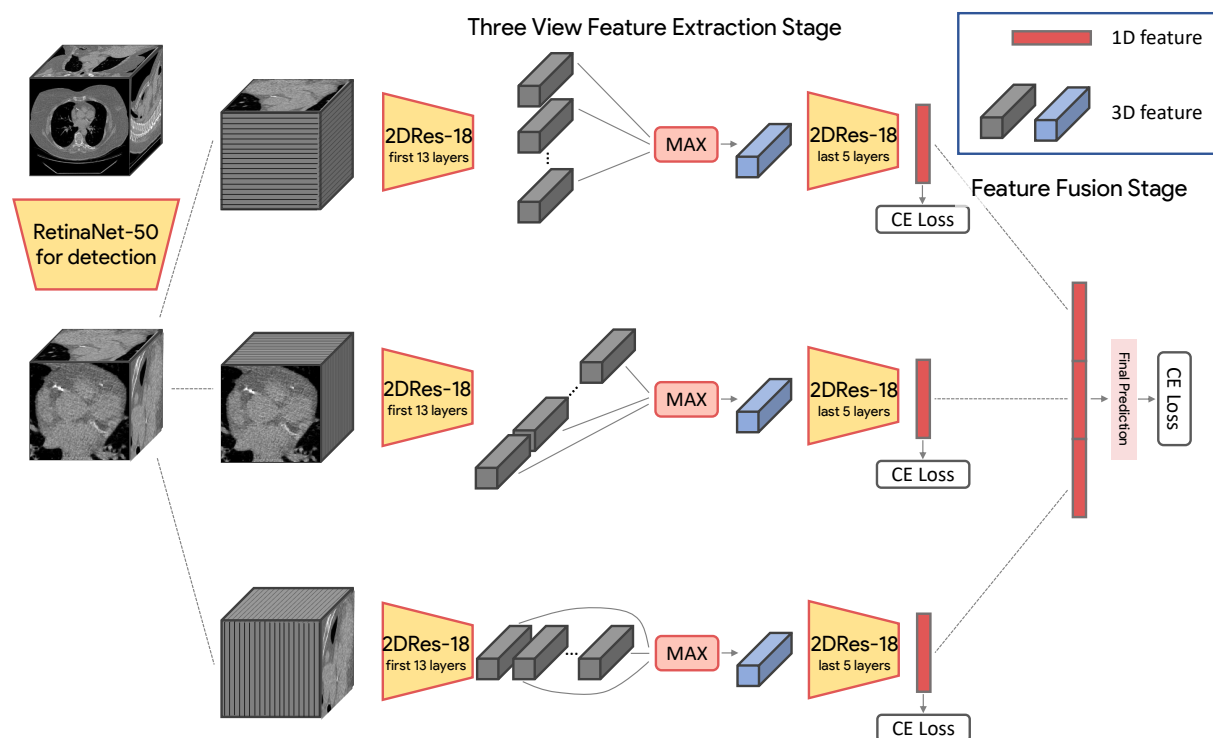 Three View Feature Extraction Stage
1D feature
3D feature
2DRes-18
first 13 layers
MAX
2DRes-18
last 5 layers
CE Loss
Feature Fusion Stage
RetinaNet-50
for detection
2DRes-18
first 13 layers
MAX
2DRes-18
last 5 layers
CE Loss
Final Prediction
CE Loss
2DRes-18
first 13 layers
MAX
2DRes-18
last 5 layers
CE Loss